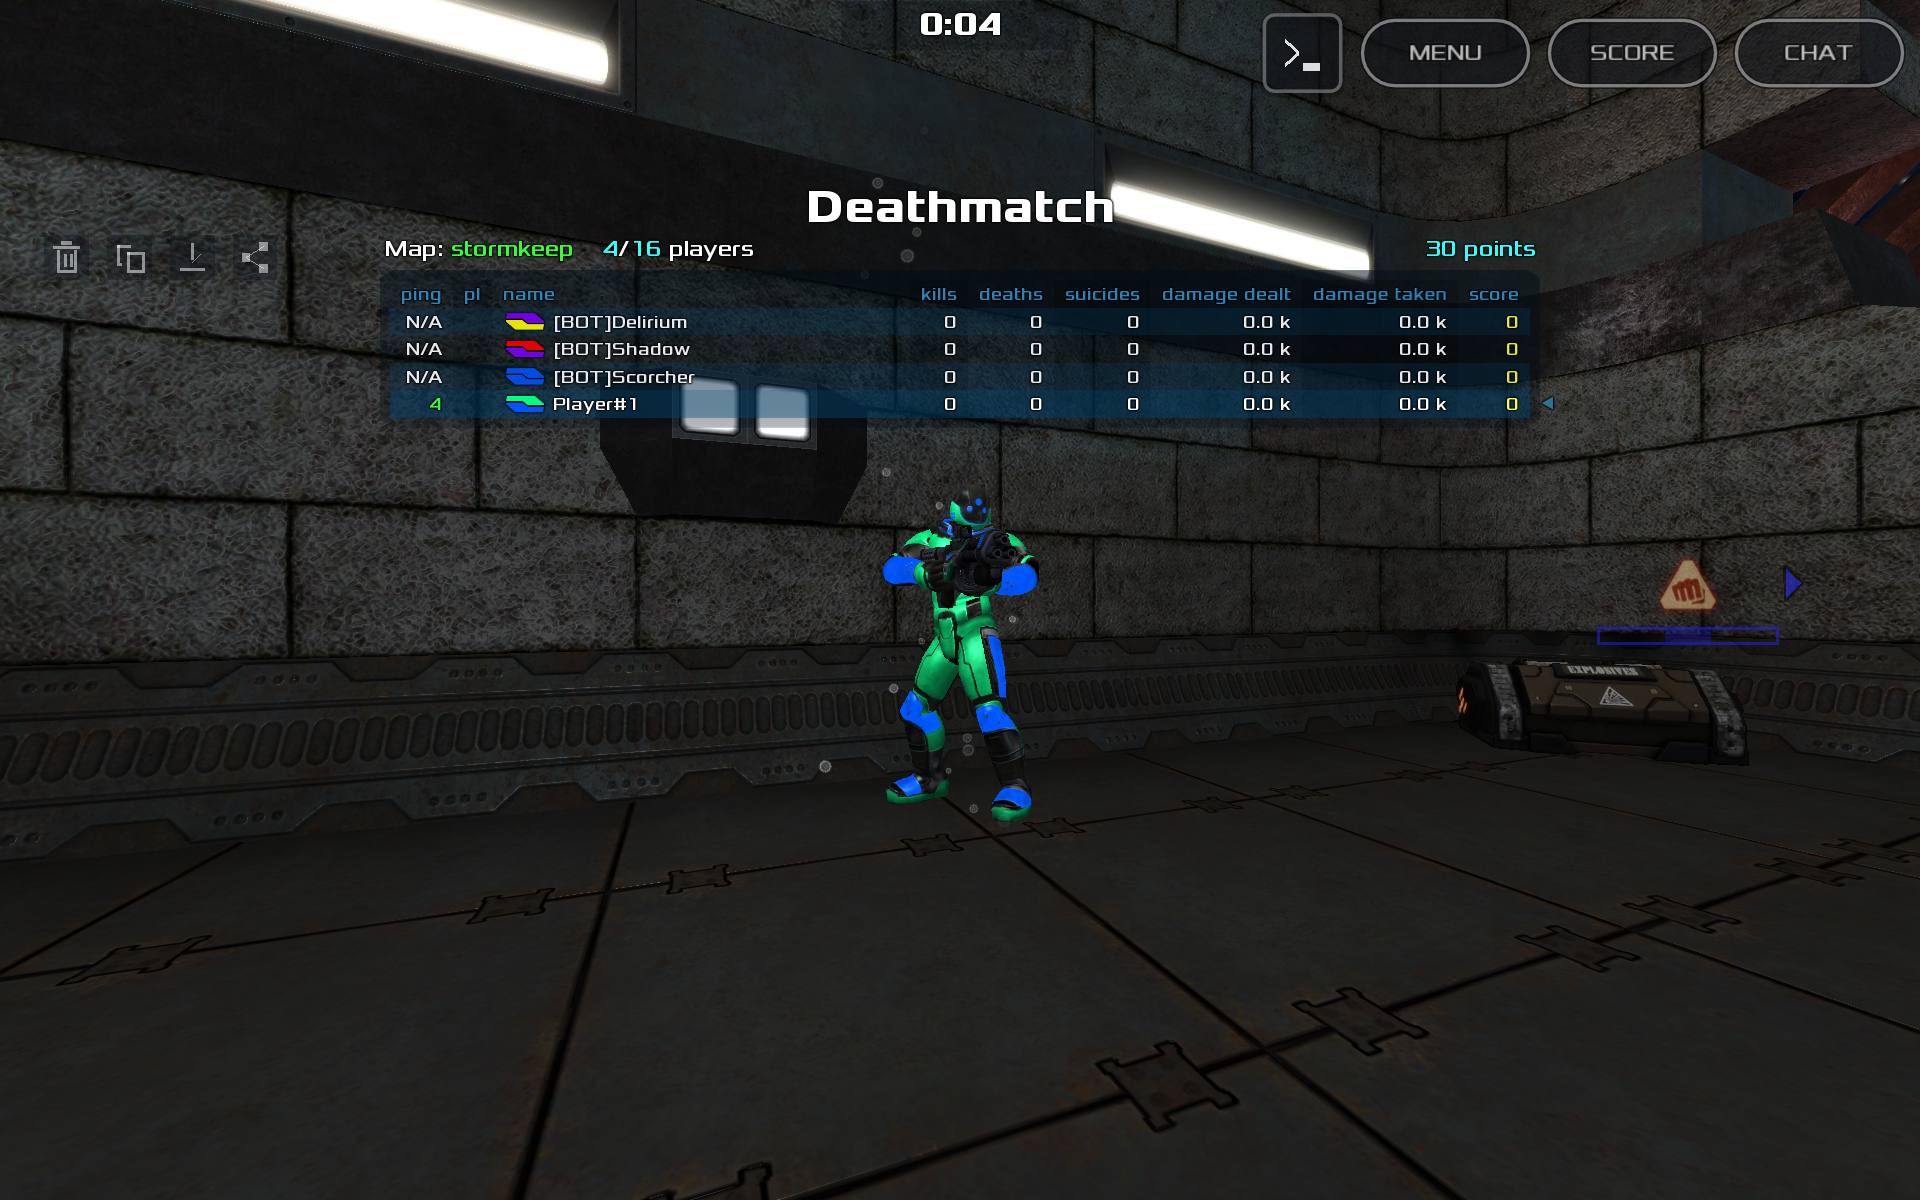 0:04
>_ MENU SCORE CHAT
Deathmatch
Map: stormkeep 4/16 players 30 points
ping pl name kills deaths suicides damage dealt damage taken score
N/A [BOT]Delirium 0 0 0 0.0 k 0.0 k 0
N/A [BOT]Shadow 0 0 0 0.0 k 0.0 k 0
N/A [BOT]Scorcher 0 0 0 0.0 k 0.0 k 0
4 Player#1 0 0 0 0.0 k 0.0 k 0
EXPLOSIVES